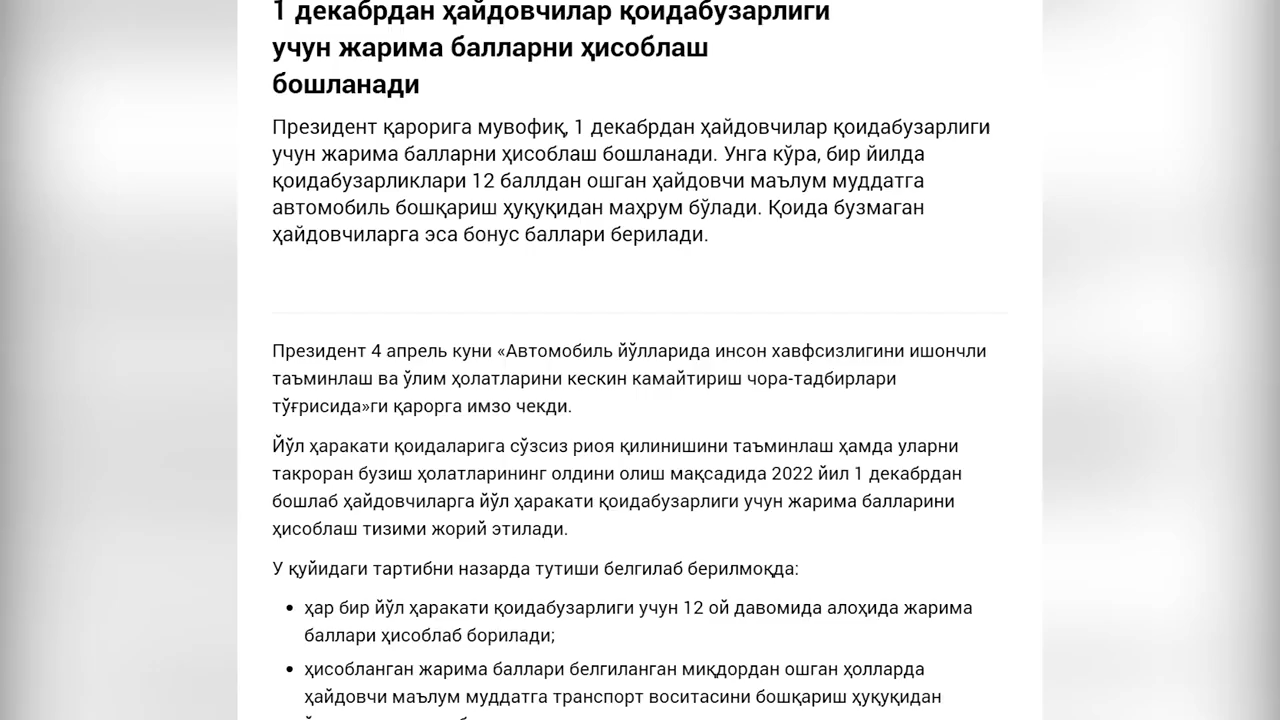 1 декабрдан ҳайдовчилар қоидабузарлиги
учун жарима балларни ҳисоблаш
бошланади
Президент қарорига мувофиқ, 1 декабрдан ҳайдовчилар қоидабузарлиги
учун жарима балларни ҳисоблаш бошланади. Унга кўра, бир йилда
қоидабузарликлари 12 баллдан ошган ҳайдовчи маълум муддатга
автомобиль бошқариш ҳуқуқидан маҳрум бўлади. Қоида бузмаган
ҳайдовчиларга эса бонус баллари берилади.
Президент 4 апрель куни «Автомобиль йўлларида инсон хавфсизлигини ишончли
таъминлаш ва ўлим ҳолатларини кескин камайтириш чора-тадбирлари
тўғрисида»ги қарорга имзо чекди.
Йўл ҳаракати қоидаларига сўзсиз риоя қилинишини таъминлаш ҳамда уларни
такроран бузиш ҳолатларининг олдини олиш мақсадида 2022 йил 1 декабрдан
бошлаб ҳайдовчиларга йўл ҳаракати қоидабузарлиги учун жарима балларини
ҳисоблаш тизими жорий этилади.
У қуйидаги тартибни назарда тутиши белгилаб берилмоқда:
• ҳар бир йўл ҳаракати қоидабузарлиги учун 12 ой давомида алоҳида жарима
баллари ҳисоблаб борилади;
• ҳисобланган жарима баллари белгиланган миқдордан ошган ҳолларда
ҳайдовчи маълум муддатга транспорт воситасини бошқариш ҳуқуқидан